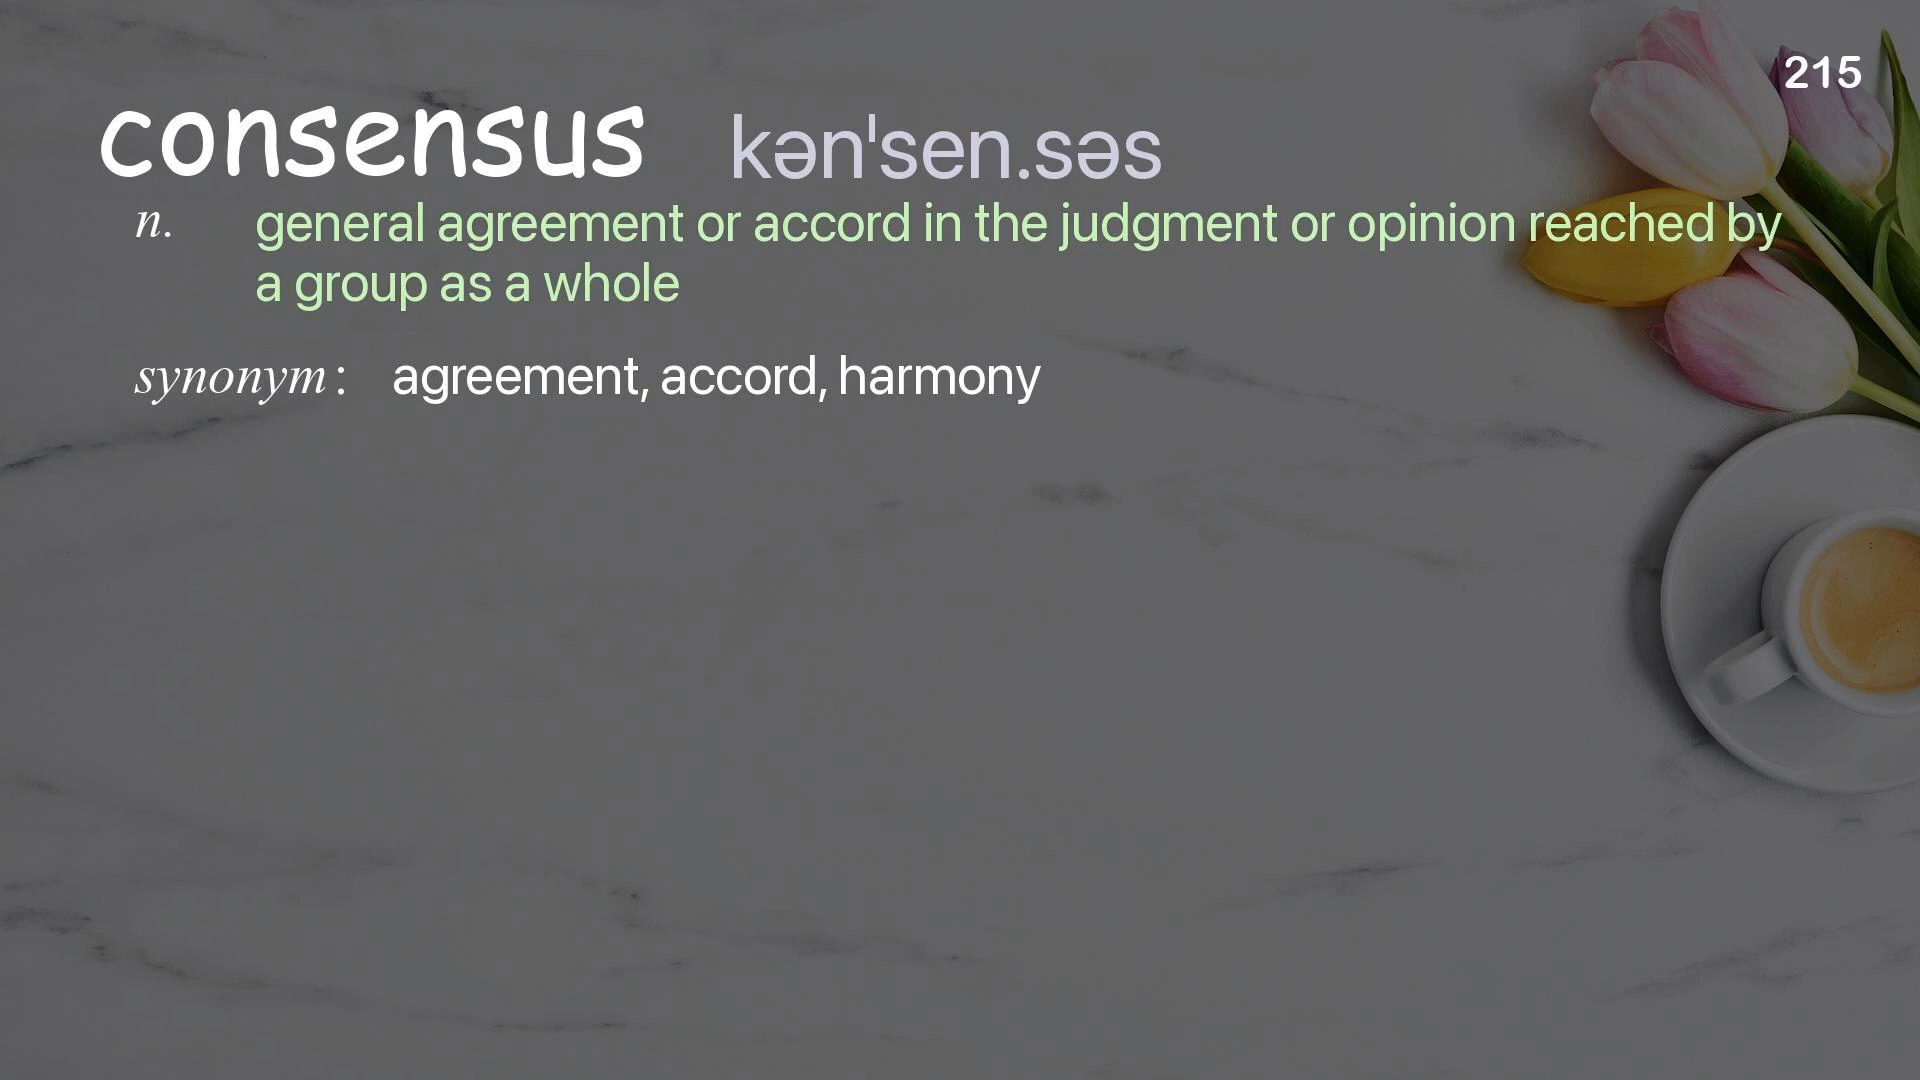 215
consensus kən'sen.səs
n. general agreement or accord in the judgment or opinion reached by
a group as a whole
synonym : agreement, accord, harmony